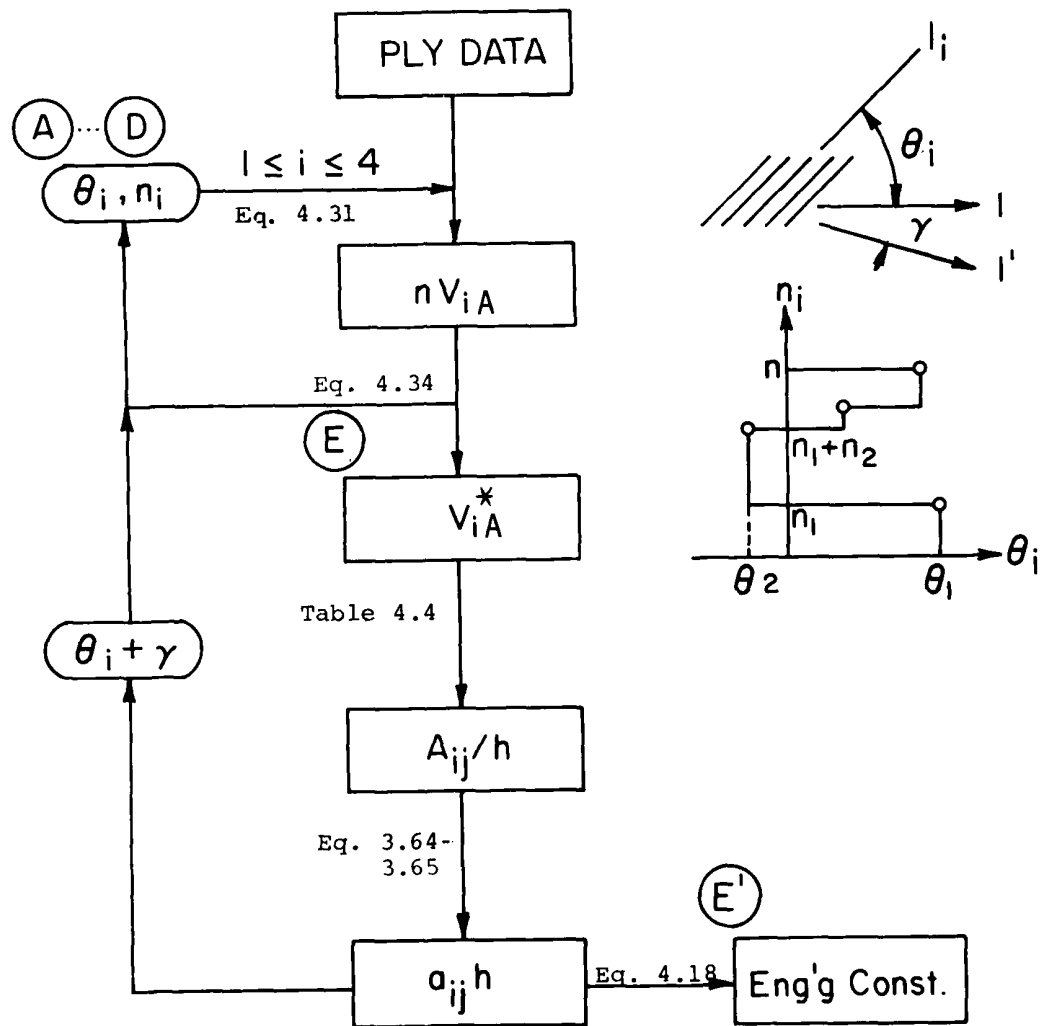 PLY DATA
A ... D
θi , ni
1 ≤ i ≤ 4
Eq. 4.31
nViA
Eq. 4.34
E
ViA*
Table 4.4
θi + γ
Aij/h
Eq. 3.64-
3.65
aijh
Eq. 4.18
E'
Eng'g Const.
1i
θi
1
γ
1'
ni
n
n1+n2
n1
θ2
θ1
θi